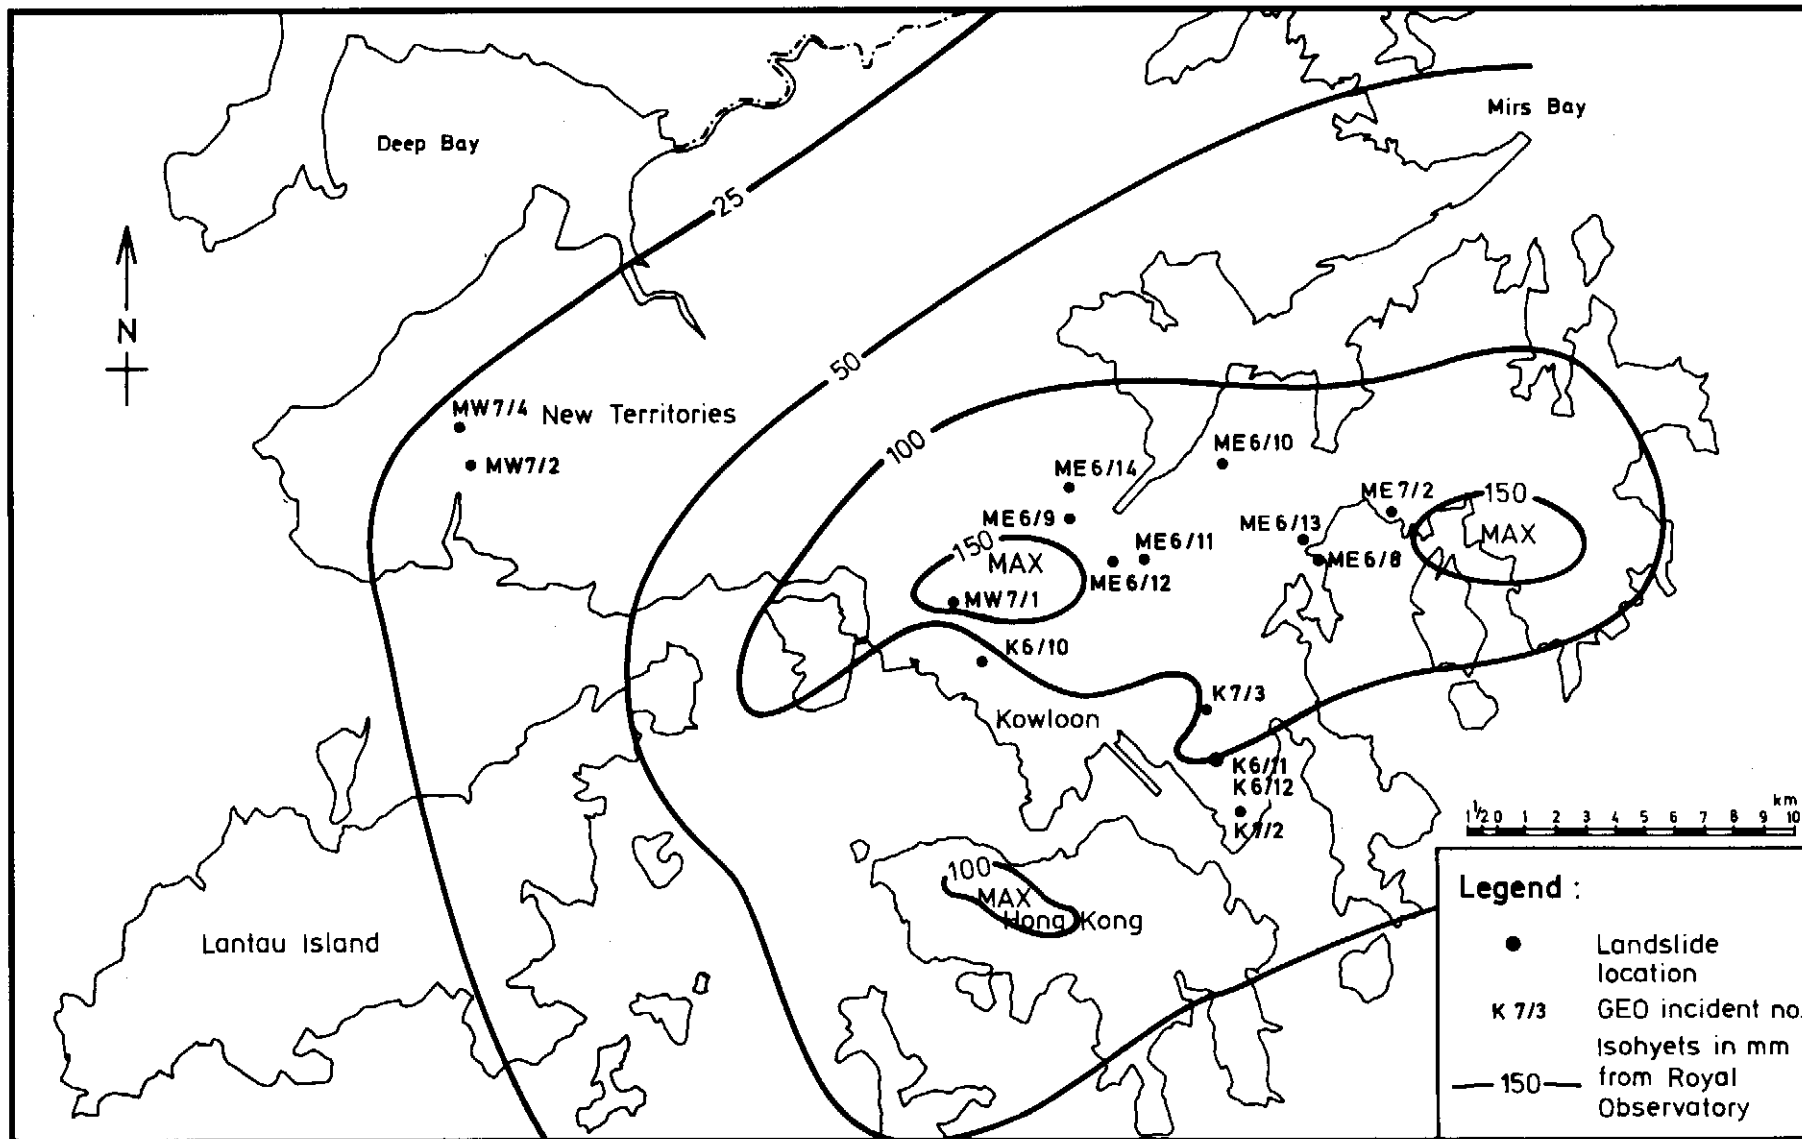 Mirs Bay
Deep Bay
25
N
50
MW7/4
New Territories
100
ME6/10
MW7/2
ME6/14
ME7/2
150
ME6/9
ME6/13
MAX
150
ME6/11
MAX
ME6/8
ME6/12
MW7/1
K6/10
K7/3
Kowloon
K6/11
K6/12
K7/2
km
1/2 0 1 2 3 4 5 6 7 8 9 10
100
MAX
Hong Kong
Lantau Island
Legend :
Landslide
location
K 7/3 GEO incident no.
Isohyets in mm
150 from Royal
Observatory